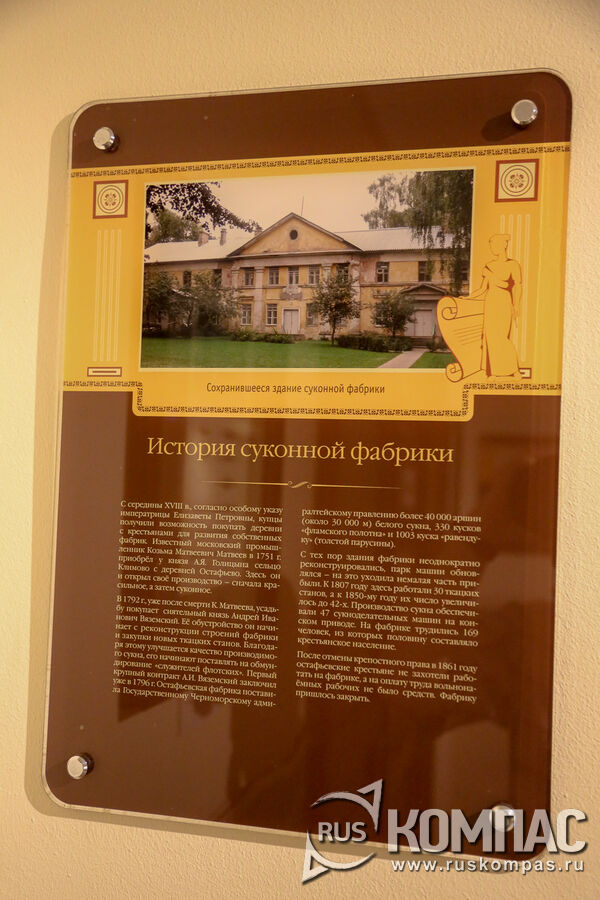 Сохранившееся здание суконной фабрики
История суконной фабрики
С середины XVIII в., согласно особому указу
императрицы Елизаветы Петровны, купцы
получили возможность покупать деревни
с крестьянами для развития собственных
фабрик. Известный московский промыш-
ленник Козьма Матвеевич Матвеев в 1751 г.
приобрёл у князя А.Я. Голицына сельцо
Климово с деревней Остафьево. Здесь он
и открыл своё производство – сначала кра-
сильное, а затем суконное.
В 1792 г., уже после смерти К. Матвеева, усадь-
бу покупает сиятельный князь Андрей Ива-
нович Вяземский. Её обустройство он начи-
нает с реконструкции строений фабрики
и закупки новых ткацких станов. Благода-
ря этому улучшается качество производимо-
го сукна, его начинают поставлять на обмун-
дирование «служителей флотских». Первый
крупный контракт А.И. Вяземский заключил
уже в 1796 г. Остафьевская фабрика постави-
ла Государственному Черноморскому адми-
ралтейскому правлению более 40 000 аршин
(около 30 000 м) белого сукна, 330 кусков
«фламского полотна» и 1003 куска «равенду-
ку» (толстой парусины).
С тех пор здания фабрики неоднократно
реконструировались, парк машин обнов-
лялся – на это уходила немалая часть при-
были. К 1807 году здесь работали 30 ткацких
станов, а к 1850-му году их число увеличи-
лось до 42-х. Производство сукна обеспечи-
вали 47 сукноделательных машин на кон-
ском приводе. На фабрике трудились 169
человек, из которых половину составляло
крестьянское население.
После отмены крепостного права в 1861 году
остафьевские крестьяне не захотели рабо-
тать на фабрике, а на оплату труда вольнона-
ёмных рабочих не было средств. Фабрику
пришлось закрыть.
RUS КОМПАС
www.ruskompas.ru